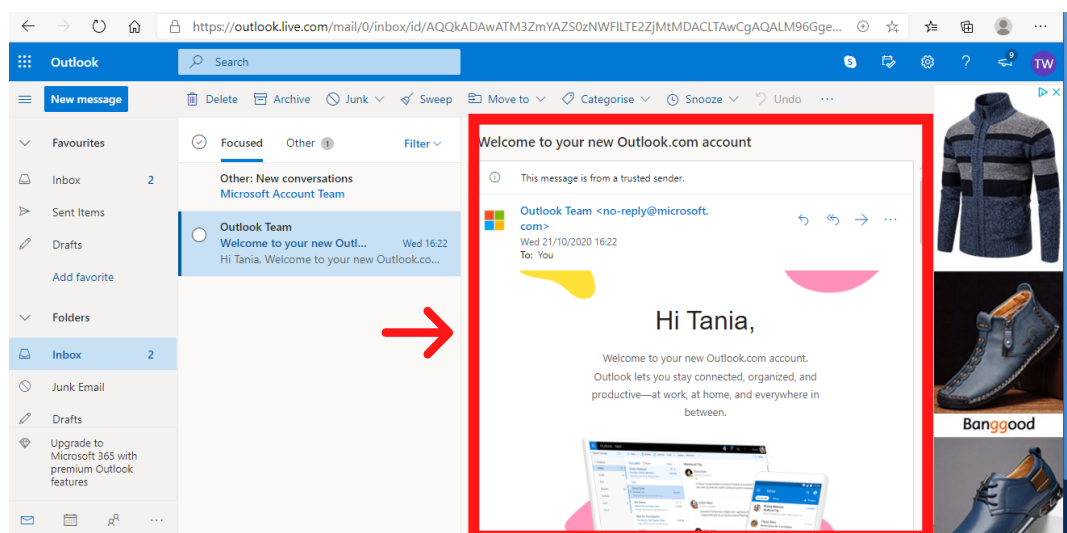 https://outlook.live.com/mail/0/inbox/id/AQQkADAwATM3ZmYAZS0zNWFlLTE2ZjMtMDACLTAwCgAQALM96Gge...
Outlook
Search
9
TW
New message
Delete
Archive
Junk
Sweep
Move to
Categorise
Snooze
Undo
Favourites
Inbox 2
Sent Items
Drafts
Add favorite
Folders
Inbox 2
Junk Email
Drafts
Upgrade to
Microsoft 365 with
premium Outlook
features
Focused Other 1 Filter
Other: New conversations
Microsoft Account Team
Outlook Team
Welcome to your new Outl... Wed 16:22
Hi Tania, Welcome to your new Outlook.co...
Welcome to your new Outlook.com account
This message is from a trusted sender.
Outlook Team <no-reply@microsoft.
com>
Wed 21/10/2020 16:22
To: You
Hi Tania,
Welcome to your new Outlook.com account.
Outlook lets you stay connected, organized, and
productive—at work, at home, and everywhere in
between.
Banggood